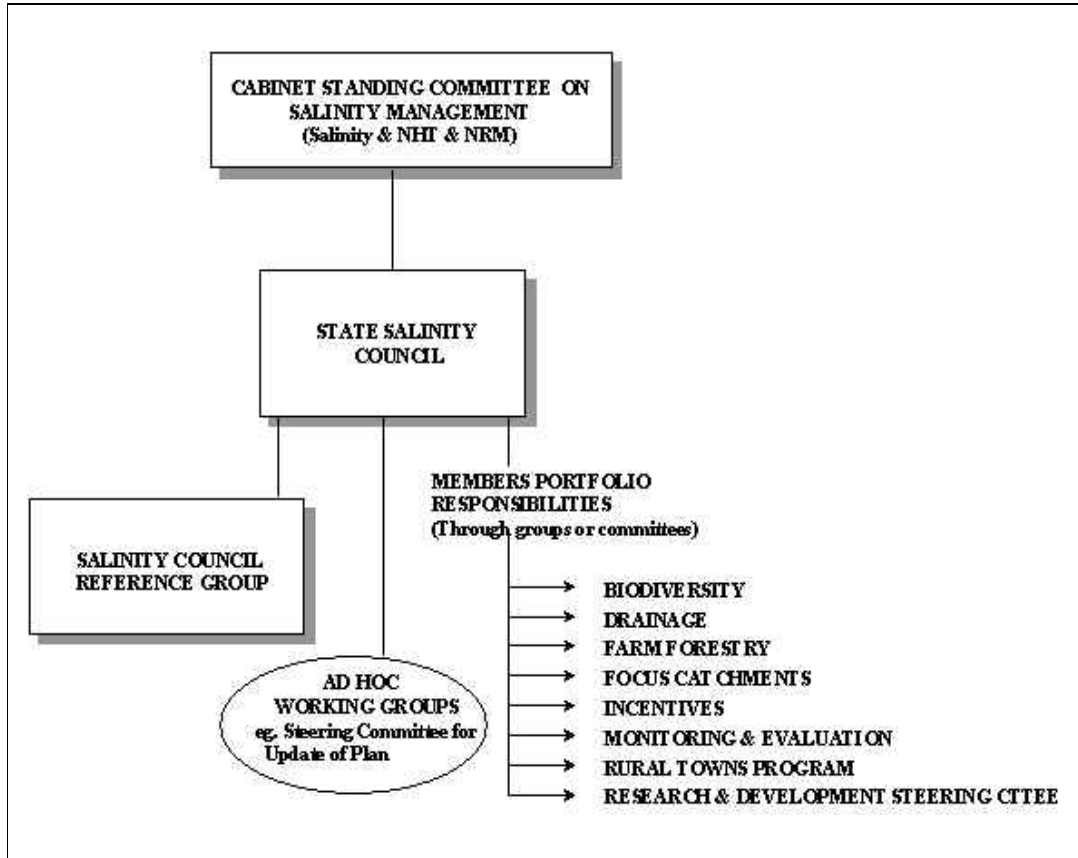 CABINET STANDING COMMITTEE ON
SALINITY MANAGEMENT
(Salinity & NHT & NRM)
STATE SALINITY
COUNCIL
MEMBERS PORTFOLIO
RESPONSIBILITIES
(Through groups or committees)
SALINITY COUNCIL
REFERENCE GROUP
AD HOC
WORKING GROUPS
eg. Steering Committee for
Update of Plan
BIODIVERSITY
DRAINAGE
FARM FORESTRY
FOCUS CATCHMENTS
INCENTIVES
MONITORING & EVALUATION
RURAL TOWNS PROGRAM
RESEARCH & DEVELOPMENT STEERING CTTEE